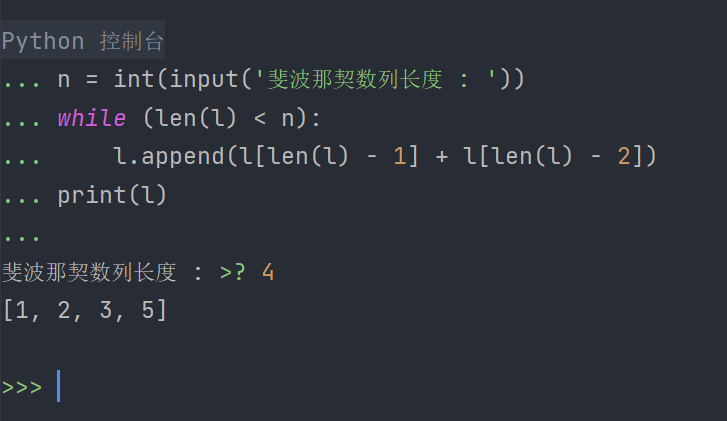 Python 控制台
... n = int(input('斐波那契数列长度 : '))
... while (len(l) < n):
...     l.append(l[len(l) - 1] + l[len(l) - 2])
... print(l)
...
斐波那契数列长度 : >? 4
[1, 2, 3, 5]
>>>